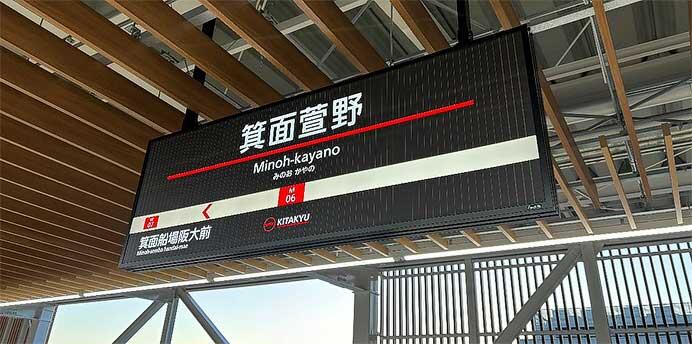 箕面萱野
Minoh-kayano
みのお かやの
M
06
M
07
箕面船場阪大前
Minoh-semba handai-mae
KITAKYU